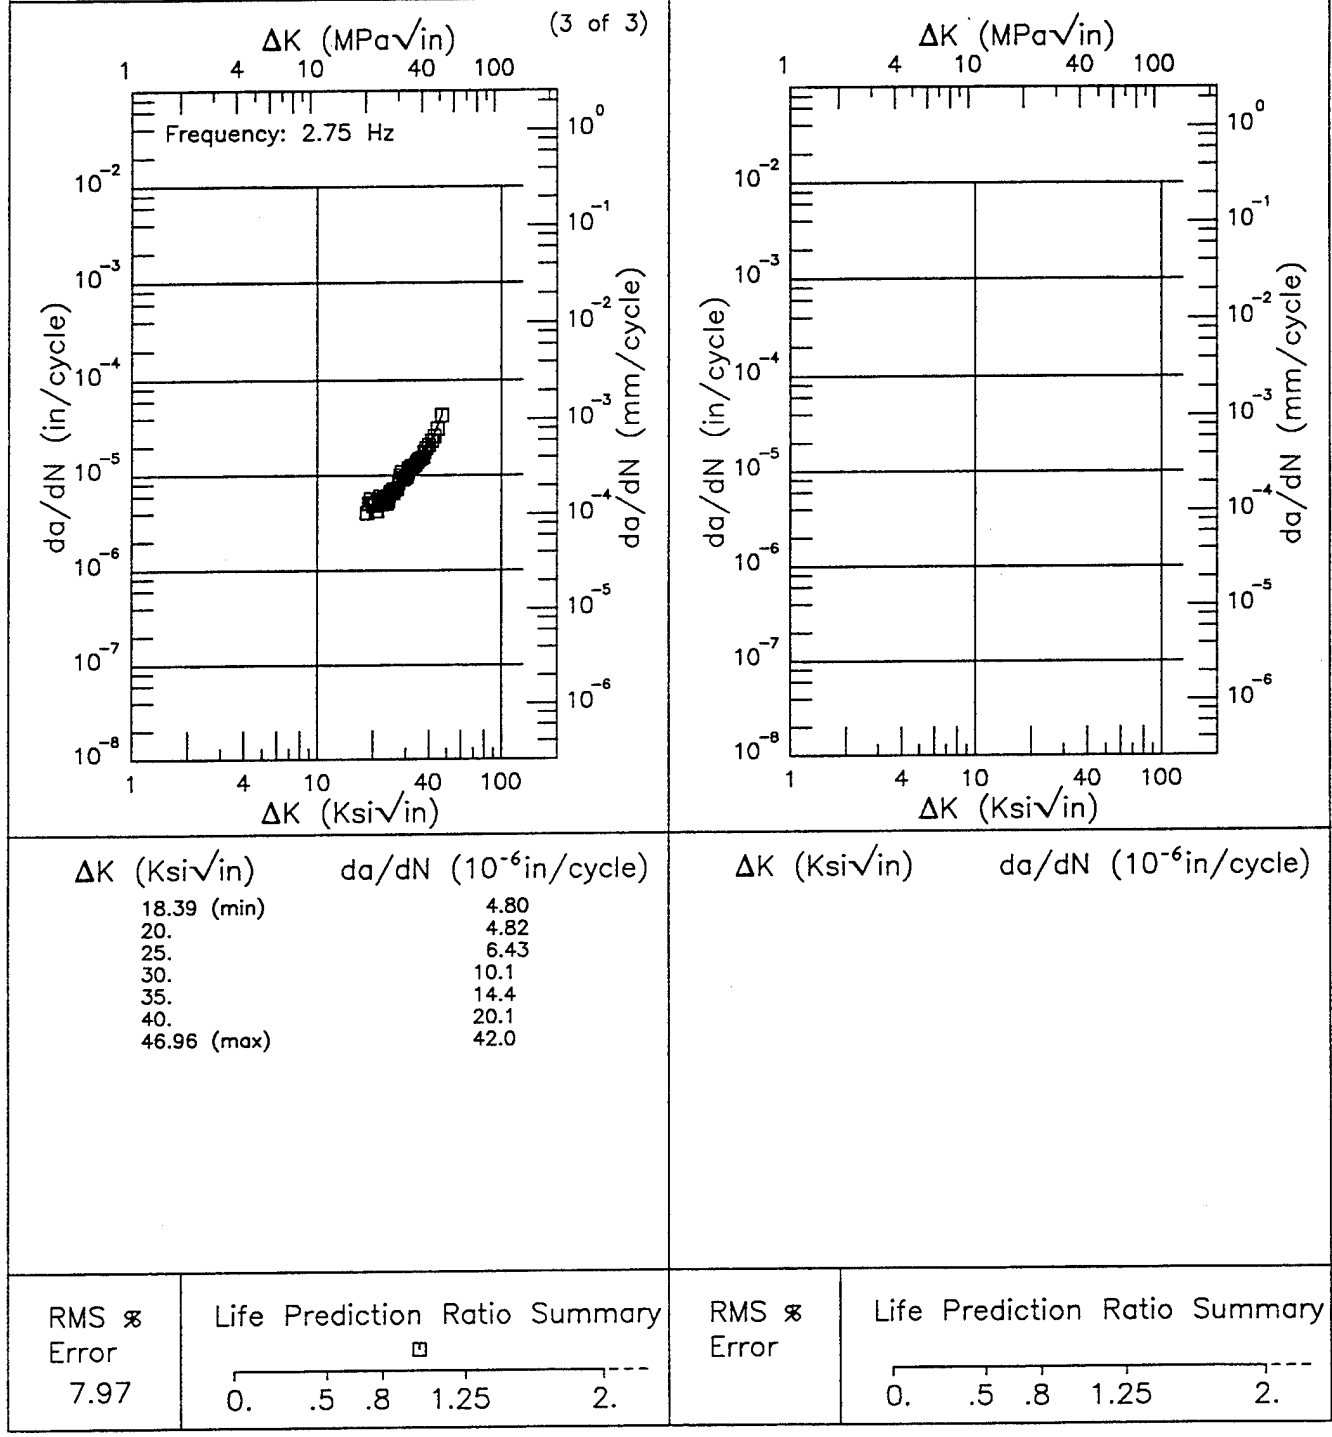 (3 of 3)
ΔK (MPa√in)
1 4 10 40 100
Frequency: 2.75 Hz
10⁰
10⁻²
10⁻¹
10⁻³
10⁻²
10⁻⁴
10⁻³
10⁻⁵
10⁻⁴
10⁻⁶
10⁻⁵
10⁻⁷
10⁻⁶
10⁻⁸
da/dN (in/cycle)
da/dN (mm/cycle)
1 4 10 40 100
ΔK (Ksi√in)
ΔK (MPa√in)
1 4 10 40 100
10⁰
10⁻²
10⁻¹
10⁻³
10⁻²
10⁻⁴
10⁻³
10⁻⁵
10⁻⁴
10⁻⁶
10⁻⁵
10⁻⁷
10⁻⁶
10⁻⁸
da/dN (in/cycle)
da/dN (mm/cycle)
1 4 10 40 100
ΔK (Ksi√in)
ΔK (Ksi√in) da/dN (10⁻⁶in/cycle)
18.39 (min) 4.80
20. 4.82
25. 6.43
30. 10.1
35. 14.4
40. 20.1
46.96 (max) 42.0
ΔK (Ksi√in) da/dN (10⁻⁶in/cycle)
RMS %
Error
7.97
Life Prediction Ratio Summary
0. .5 .8 1.25 2.
RMS %
Error
Life Prediction Ratio Summary
0. .5 .8 1.25 2.